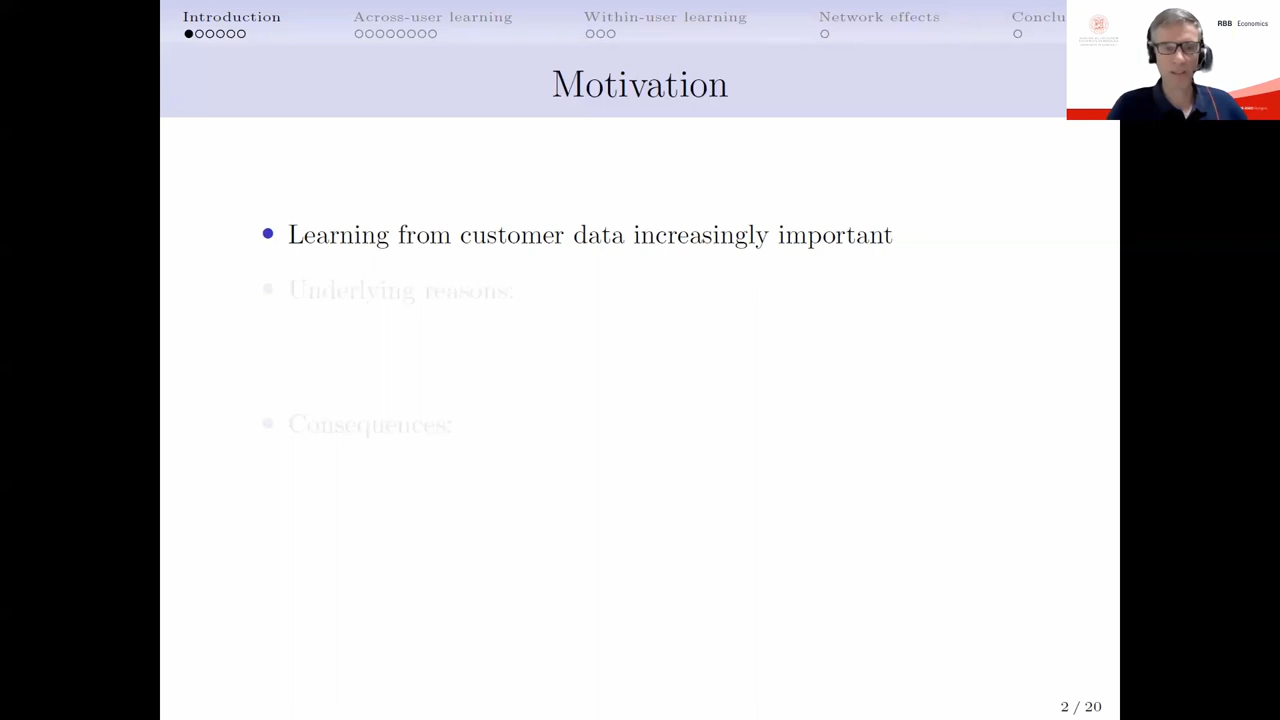 Introduction
Across-user learning
Within-user learning
Network effects
Conclu
RBB Economics
Motivation
Learning from customer data increasingly important
Underlying reasons:
Consequences:
2 / 20